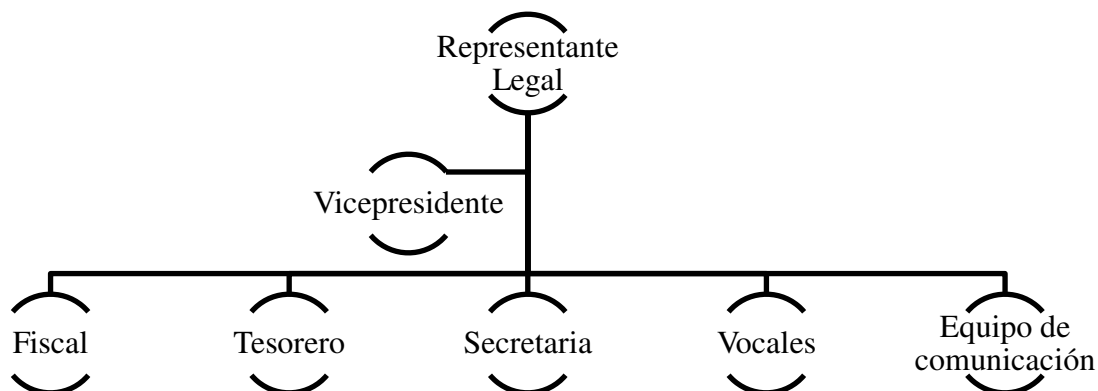 Representante
Legal
Vicepresidente
Fiscal
Tesorero
Secretaria
Vocales
Equipo de
comunicación